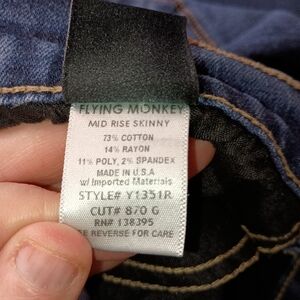 FLYING MONKEY
MID RISE SKINNY
73% COTTON
14% RAYON
11% POLY, 2% SPANDEX
MADE IN U.S.A
w/ Imported Materials
STYLE# Y1351R
CUT# 870 G
RN# 138395
SEE REVERSE FOR CARE